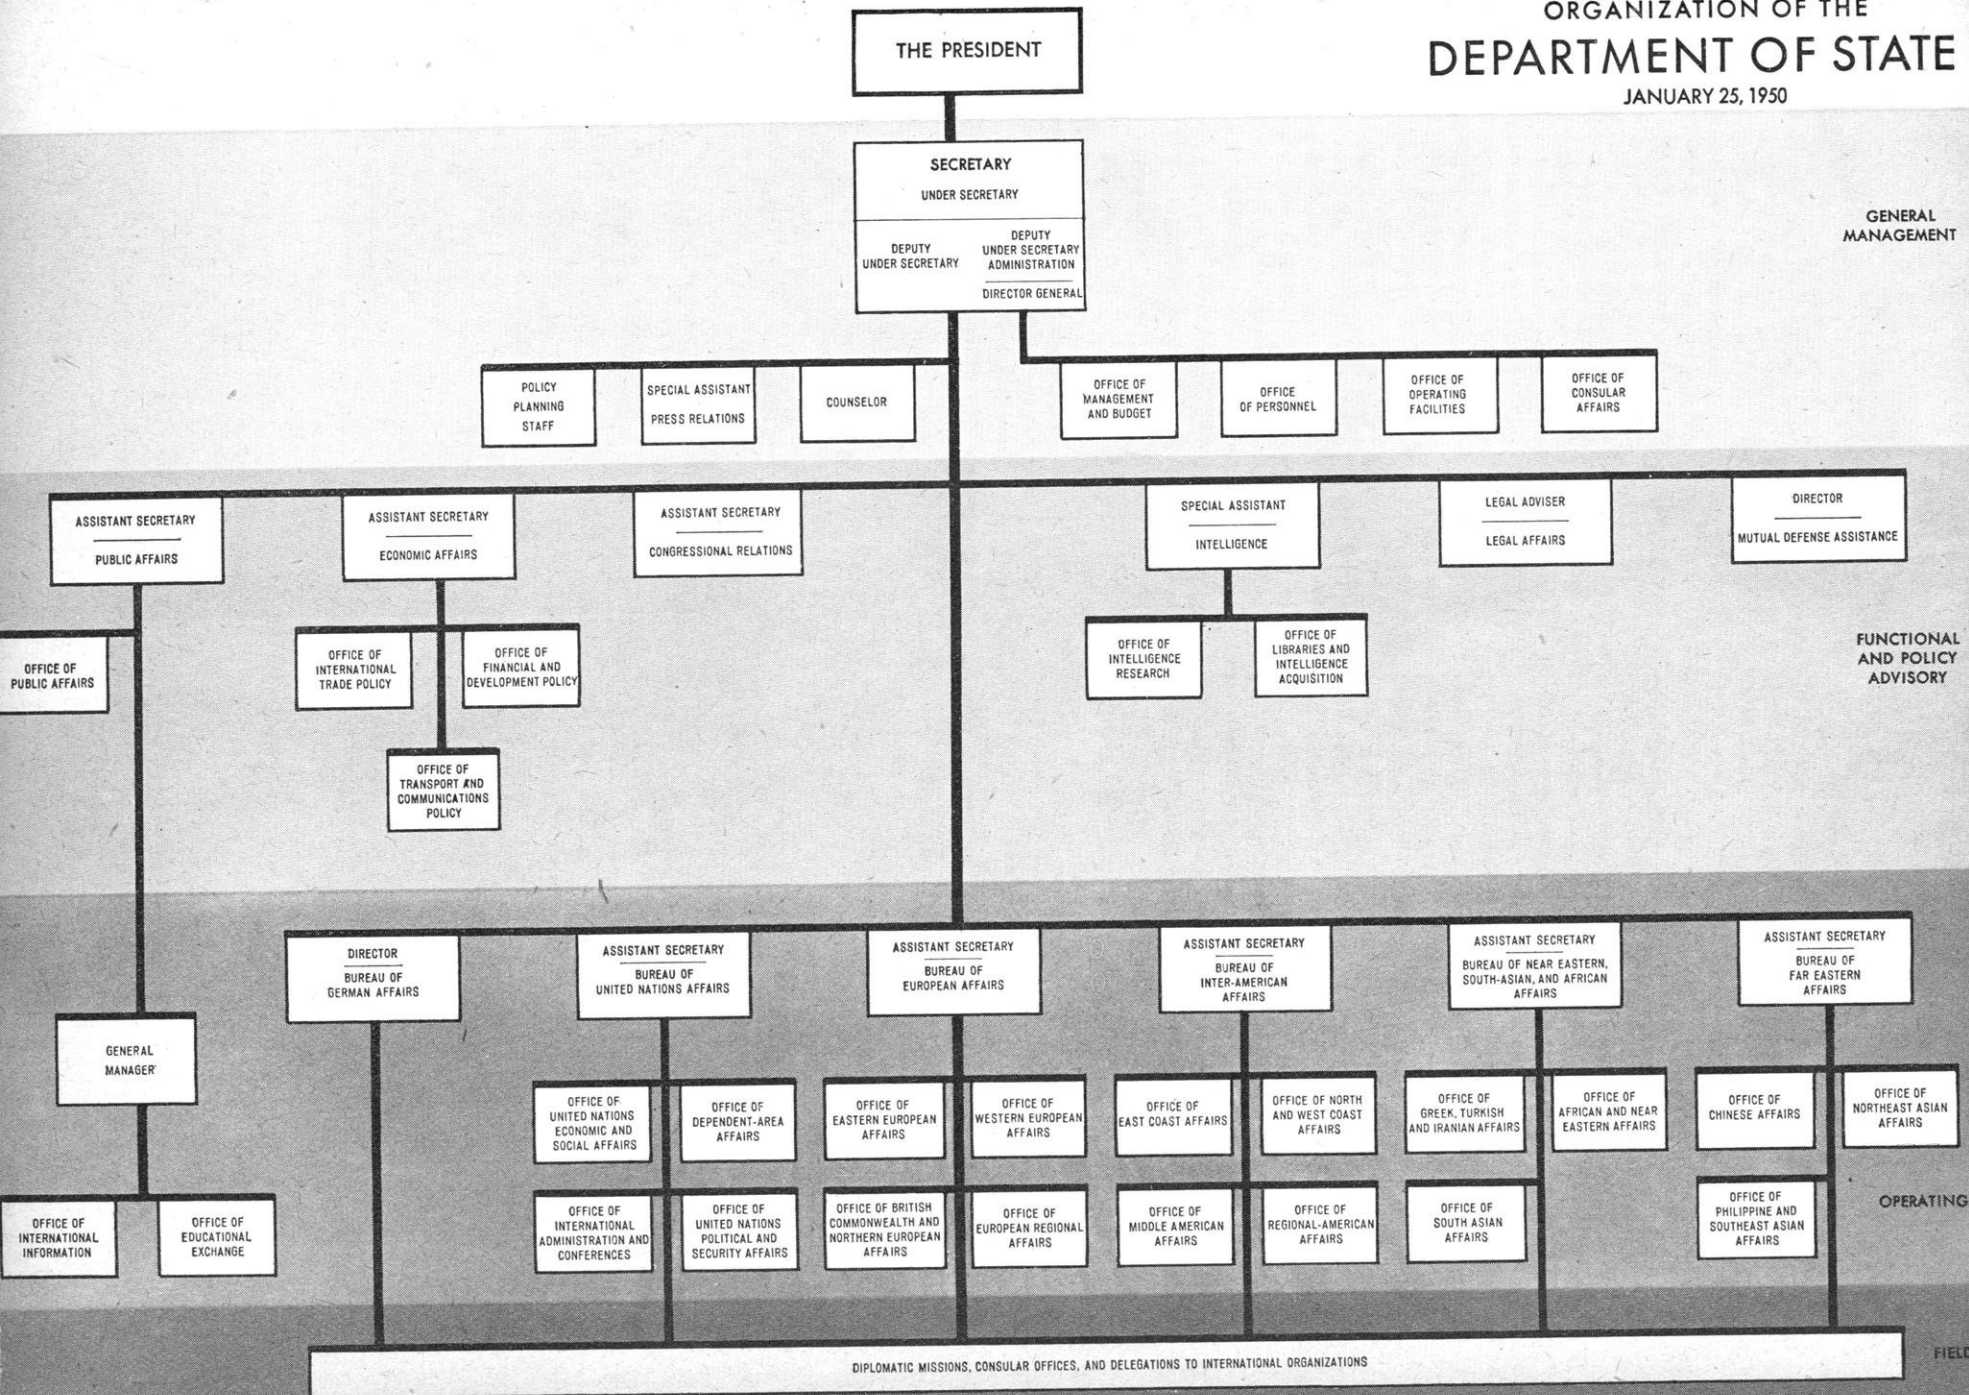 ORGANIZATION OF THE
DEPARTMENT OF STATE
JANUARY 25, 1950
THE PRESIDENT
SECRETARY
UNDER SECRETARY
DEPUTY
UNDER SECRETARY
DEPUTY
UNDER SECRETARY
ADMINISTRATION
DIRECTOR GENERAL
GENERAL
MANAGEMENT
POLICY
PLANNING
STAFF
SPECIAL ASSISTANT
PRESS RELATIONS
COUNSELOR
OFFICE OF
MANAGEMENT
AND BUDGET
OFFICE
OF PERSONNEL
OFFICE OF
OPERATING
FACILITIES
OFFICE OF
CONSULAR
AFFAIRS
ASSISTANT SECRETARY
PUBLIC AFFAIRS
ASSISTANT SECRETARY
ECONOMIC AFFAIRS
ASSISTANT SECRETARY
CONGRESSIONAL RELATIONS
SPECIAL ASSISTANT
INTELLIGENCE
LEGAL ADVISER
LEGAL AFFAIRS
DIRECTOR
MUTUAL DEFENSE ASSISTANCE
OFFICE OF
PUBLIC AFFAIRS
OFFICE OF
INTERNATIONAL
TRADE POLICY
OFFICE OF
FINANCIAL AND
DEVELOPMENT POLICY
OFFICE OF
TRANSPORT AND
COMMUNICATIONS
POLICY
OFFICE OF
INTELLIGENCE
RESEARCH
OFFICE OF
LIBRARIES AND
INTELLIGENCE
ACQUISITION
FUNCTIONAL
AND POLICY
ADVISORY
DIRECTOR
BUREAU OF
GERMAN AFFAIRS
ASSISTANT SECRETARY
BUREAU OF
UNITED NATIONS AFFAIRS
ASSISTANT SECRETARY
BUREAU OF
EUROPEAN AFFAIRS
ASSISTANT SECRETARY
BUREAU OF
INTER-AMERICAN
AFFAIRS
ASSISTANT SECRETARY
BUREAU OF NEAR EASTERN,
SOUTH-ASIAN, AND AFRICAN
AFFAIRS
ASSISTANT SECRETARY
BUREAU OF
FAR EASTERN
AFFAIRS
GENERAL
MANAGER
OFFICE OF
UNITED NATIONS
ECONOMIC AND
SOCIAL AFFAIRS
OFFICE OF
DEPENDENT-AREA
AFFAIRS
OFFICE OF
EASTERN EUROPEAN
AFFAIRS
OFFICE OF
WESTERN EUROPEAN
AFFAIRS
OFFICE OF
EAST COAST AFFAIRS
OFFICE OF NORTH
AND WEST COAST
AFFAIRS
OFFICE OF
GREEK, TURKISH
AND IRANIAN AFFAIRS
OFFICE OF
AFRICAN AND NEAR
EASTERN AFFAIRS
OFFICE OF
CHINESE AFFAIRS
OFFICE OF
NORTHEAST ASIAN
AFFAIRS
OFFICE OF
INTERNATIONAL
INFORMATION
OFFICE OF
EDUCATIONAL
EXCHANGE
OFFICE OF
INTERNATIONAL
ADMINISTRATION AND
CONFERENCES
OFFICE OF
UNITED NATIONS
POLITICAL AND
SECURITY AFFAIRS
OFFICE OF BRITISH
COMMONWEALTH AND
NORTHERN EUROPEAN
AFFAIRS
OFFICE OF
EUROPEAN REGIONAL
AFFAIRS
OFFICE OF
MIDDLE AMERICAN
AFFAIRS
OFFICE OF
REGIONAL-AMERICAN
AFFAIRS
OFFICE OF
SOUTH ASIAN
AFFAIRS
OFFICE OF
PHILIPPINE AND
SOUTHEAST ASIAN
AFFAIRS
OPERATING
DIPLOMATIC MISSIONS, CONSULAR OFFICES, AND DELEGATIONS TO INTERNATIONAL ORGANIZATIONS
FIELD